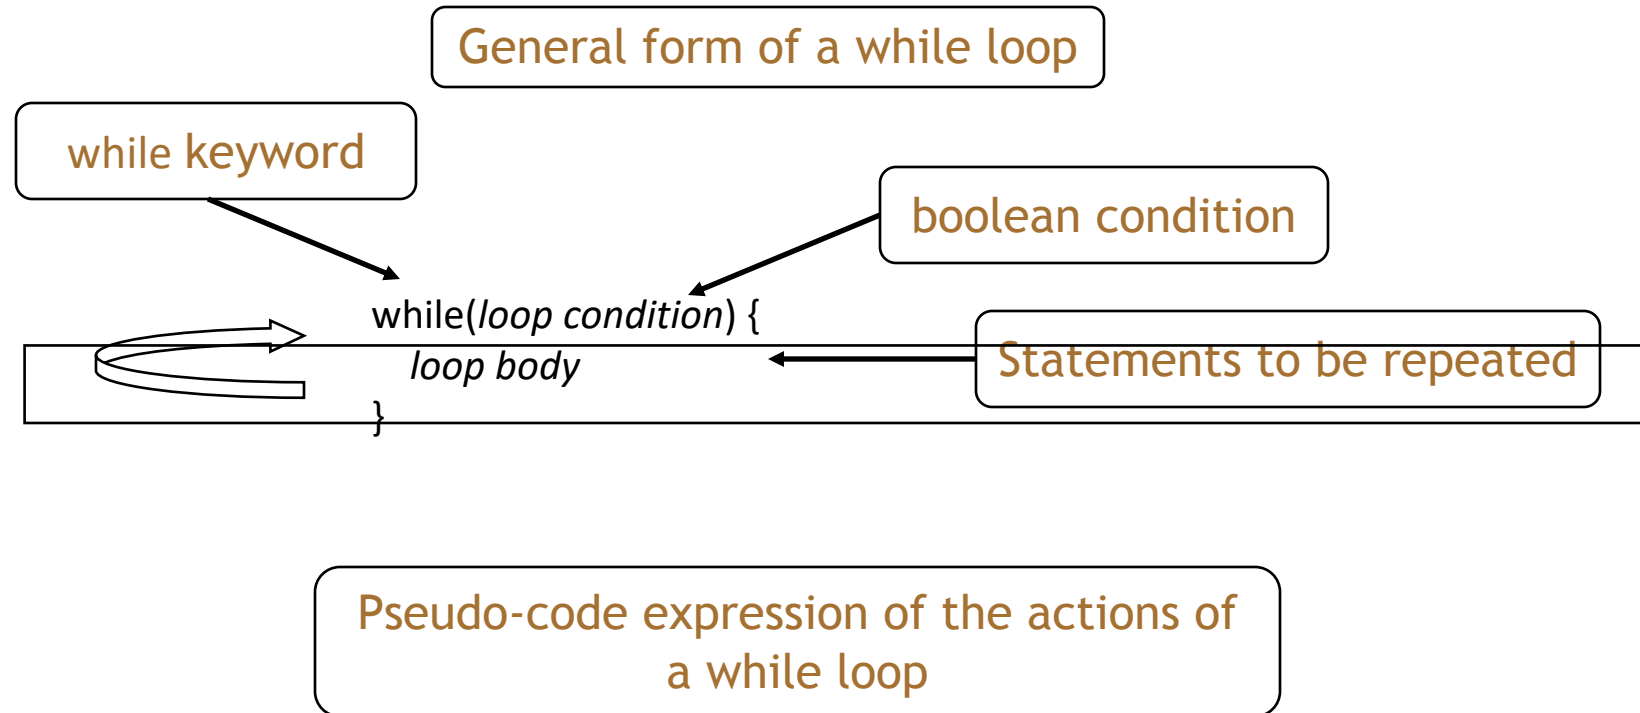 General form of a while loop
while keyword
boolean condition
while(loop condition) {
loop body
Statements to be repeated
}
Pseudo-code expression of the actions of
a while loop